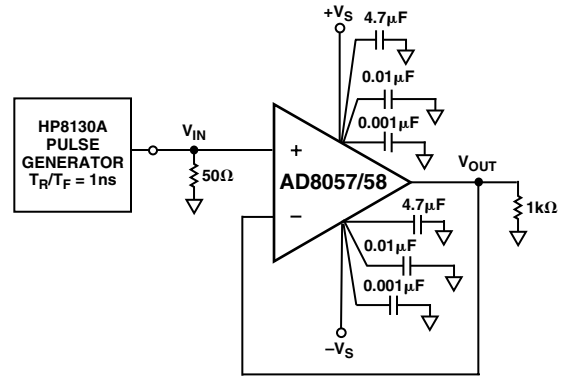 +VS
4.7µF
0.01µF
0.001µF
HP8130A
PULSE
GENERATOR
TR/TF = 1ns
VIN
50Ω
+
AD8057/58
−
VOUT
1kΩ
4.7µF
0.01µF
0.001µF
−VS